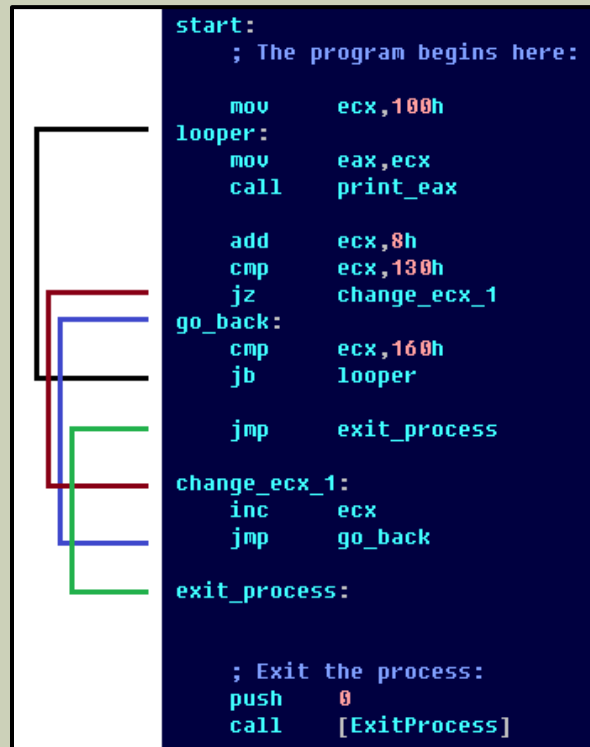 start:
; The program begins here:
mov ecx,100h
looper:
mov eax,ecx
call print_eax
add ecx,8h
cmp ecx,130h
jz change_ecx_1
go_back:
cmp ecx,160h
jb looper
jmp exit_process
change_ecx_1:
inc ecx
jmp go_back
exit_process:
; Exit the process:
push 0
call [ExitProcess]